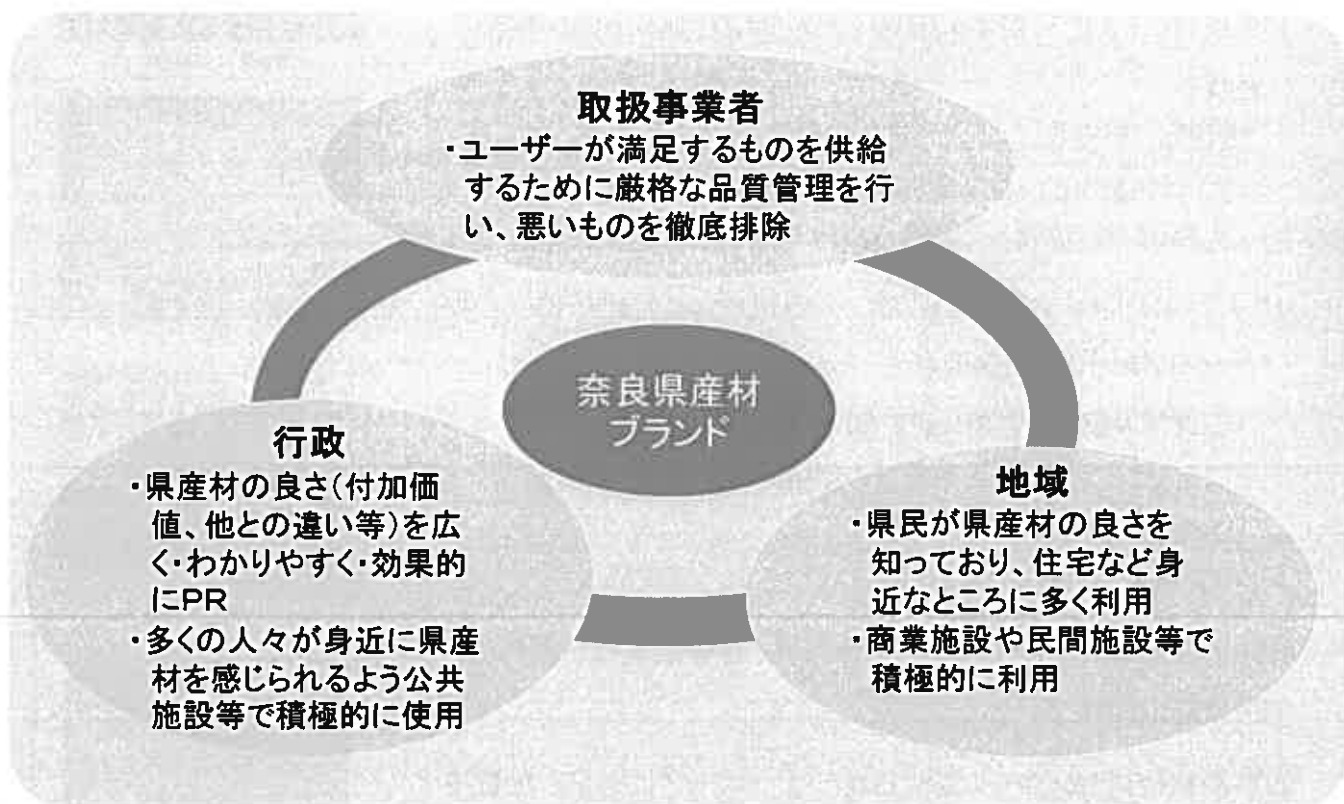 取扱事業者
・ユーザーが満足するものを供給
するために厳格な品質管理を行
い、悪いものを徹底排除
奈良県産材
ブランド
行政
・県産材の良さ(付加価
値、他との違い等)を広
く・わかりやすく・効果的
にPR
・多くの人々が身近に県産
材を感じられるよう公共
施設等で積極的に使用
地域
・県民が県産材の良さを
知っており、住宅など身
近なところに多く利用
・商業施設や民間施設等で
積極的に利用